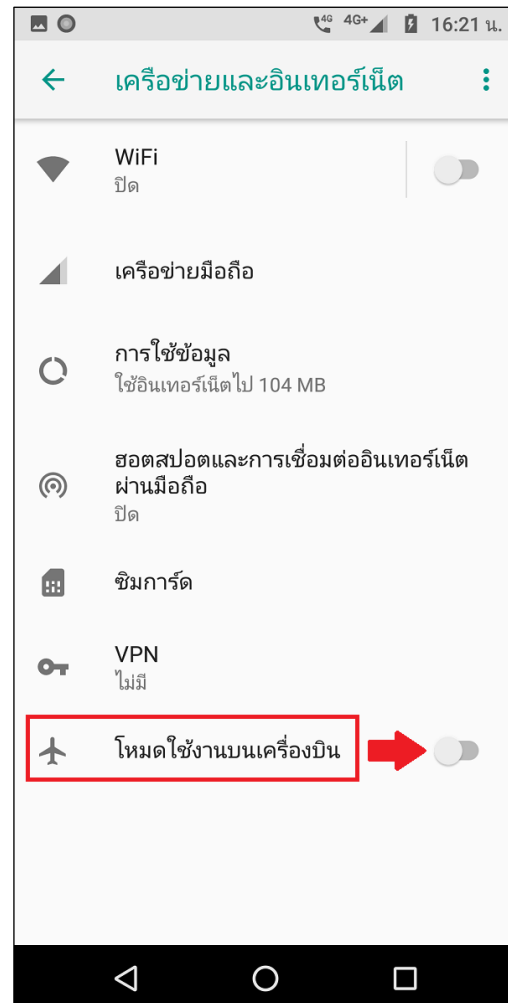 4G 4G+ 16:21 น.
เครือข่ายและอินเทอร์เน็ต
WiFi
ปิด
เครือข่ายมือถือ
การใช้ข้อมูล
ใช้อินเทอร์เน็ตไป 104 MB
ฮอตสปอตและการเชื่อมต่ออินเทอร์เน็ต
ผ่านมือถือ
ปิด
ซิมการ์ด
VPN
ไม่มี
โหมดใช้งานบนเครื่องบิน